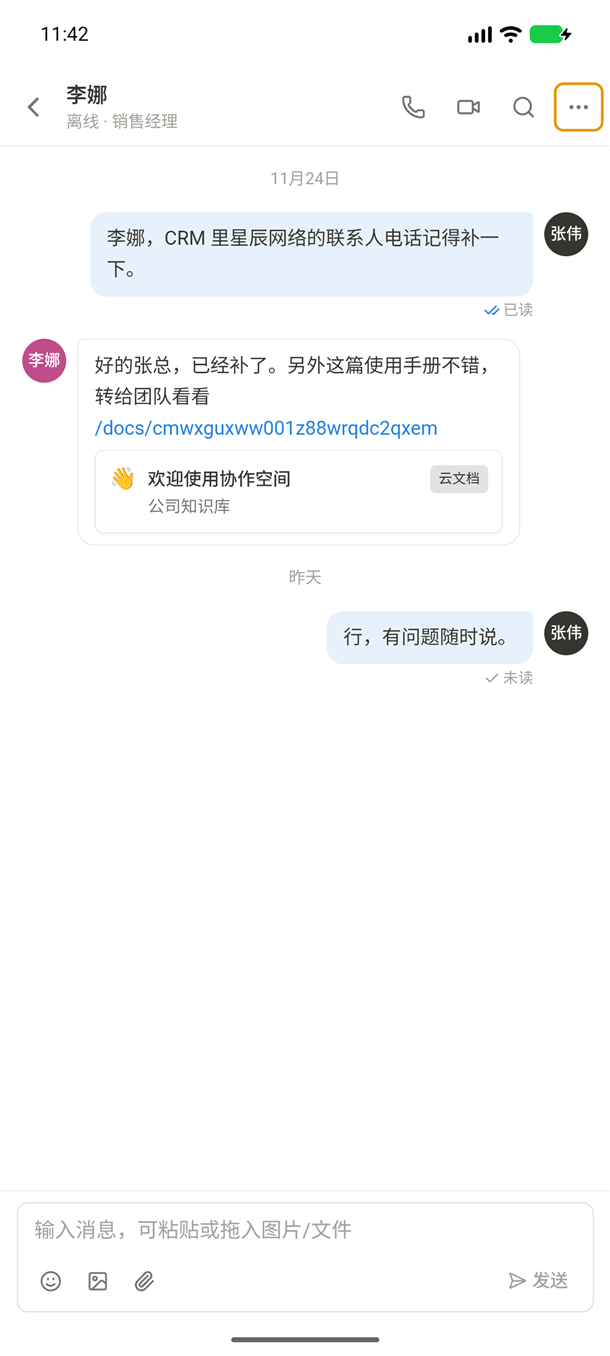 11:42
李娜
离线 · 销售经理
11月24日
李娜，CRM 里星辰网络的联系人电话记得补一
下。
张伟
已读
李娜
好的张总，已经补了。另外这篇使用手册不错，
转给团队看看
/docs/cmwxguxww001z88wrqdc2qxem
👋 欢迎使用协作空间
云文档
公司知识库
昨天
行，有问题随时说。
张伟
未读
输入消息，可粘贴或拖入图片/文件
发送